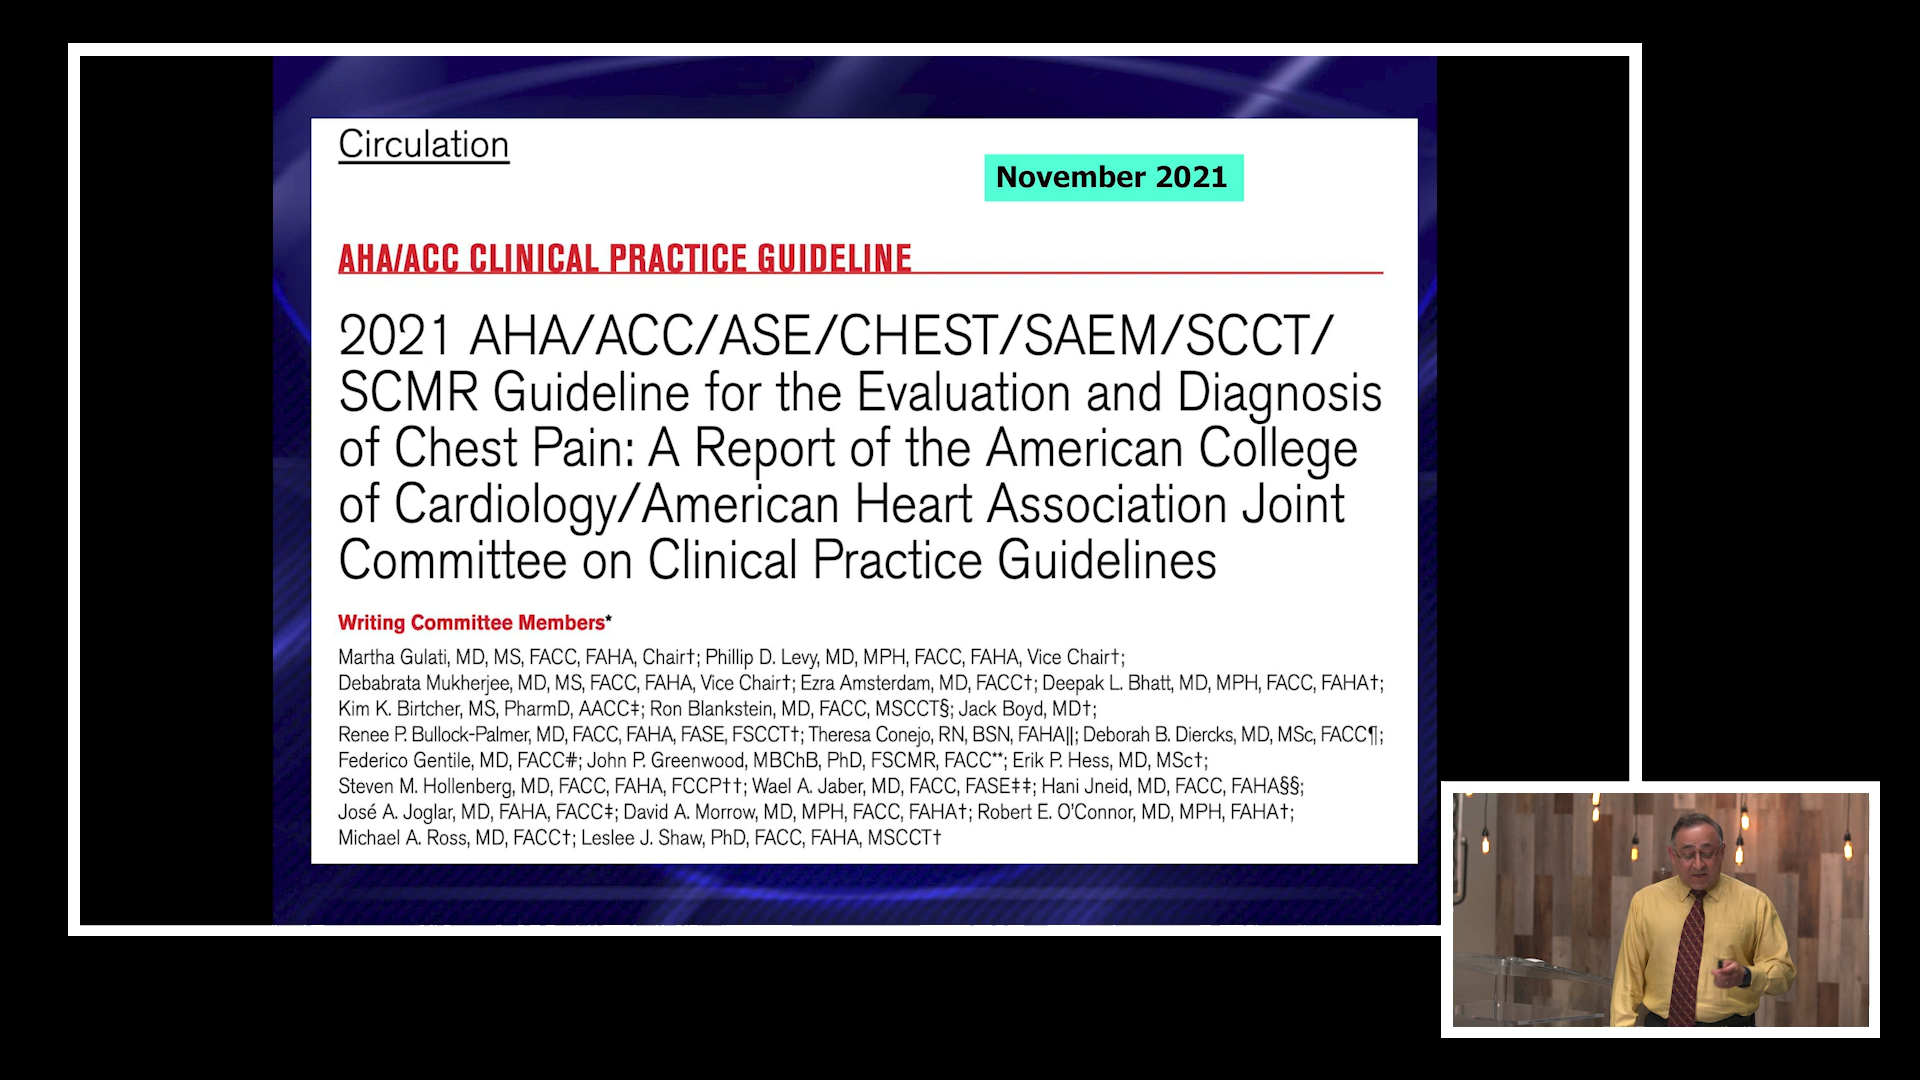 Circulation
November 2021
AHA/ACC CLINICAL PRACTICE GUIDELINE
2021 AHA/ACC/ASE/CHEST/SAEM/SCCT/
SCMR Guideline for the Evaluation and Diagnosis
of Chest Pain: A Report of the American College
of Cardiology/American Heart Association Joint
Committee on Clinical Practice Guidelines
Writing Committee Members*
Martha Gulati, MD, MS, FACC, FAHA, Chair†; Phillip D. Levy, MD, MPH, FACC, FAHA, Vice Chair†;
Debabrata Mukherjee, MD, MS, FACC, FAHA, Vice Chair†; Ezra Amsterdam, MD, FACC†; Deepak L. Bhatt, MD, MPH, FACC, FAHA†;
Kim K. Birtcher, MS, PharmD, AACC‡; Ron Blankstein, MD, FACC, MSCCT§; Jack Boyd, MD†;
Renee P. Bullock-Palmer, MD, FACC, FAHA, FASE, FSCCT†; Theresa Conejo, RN, BSN, FAHA||; Deborah B. Diercks, MD, MSc, FACC¶;
Federico Gentile, MD, FACC#; John P. Greenwood, MBChB, PhD, FSCMR, FACC**; Erik P. Hess, MD, MSc†;
Steven M. Hollenberg, MD, FACC, FAHA, FCCP††; Wael A. Jaber, MD, FACC, FASE‡‡; Hani Jneid, MD, FACC, FAHA§§;
José A. Joglar, MD, FAHA, FACC‡; David A. Morrow, MD, MPH, FACC, FAHA†; Robert E. O'Connor, MD, MPH, FAHA†;
Michael A. Ross, MD, FACC†; Leslee J. Shaw, PhD, FACC, FAHA, MSCCT†